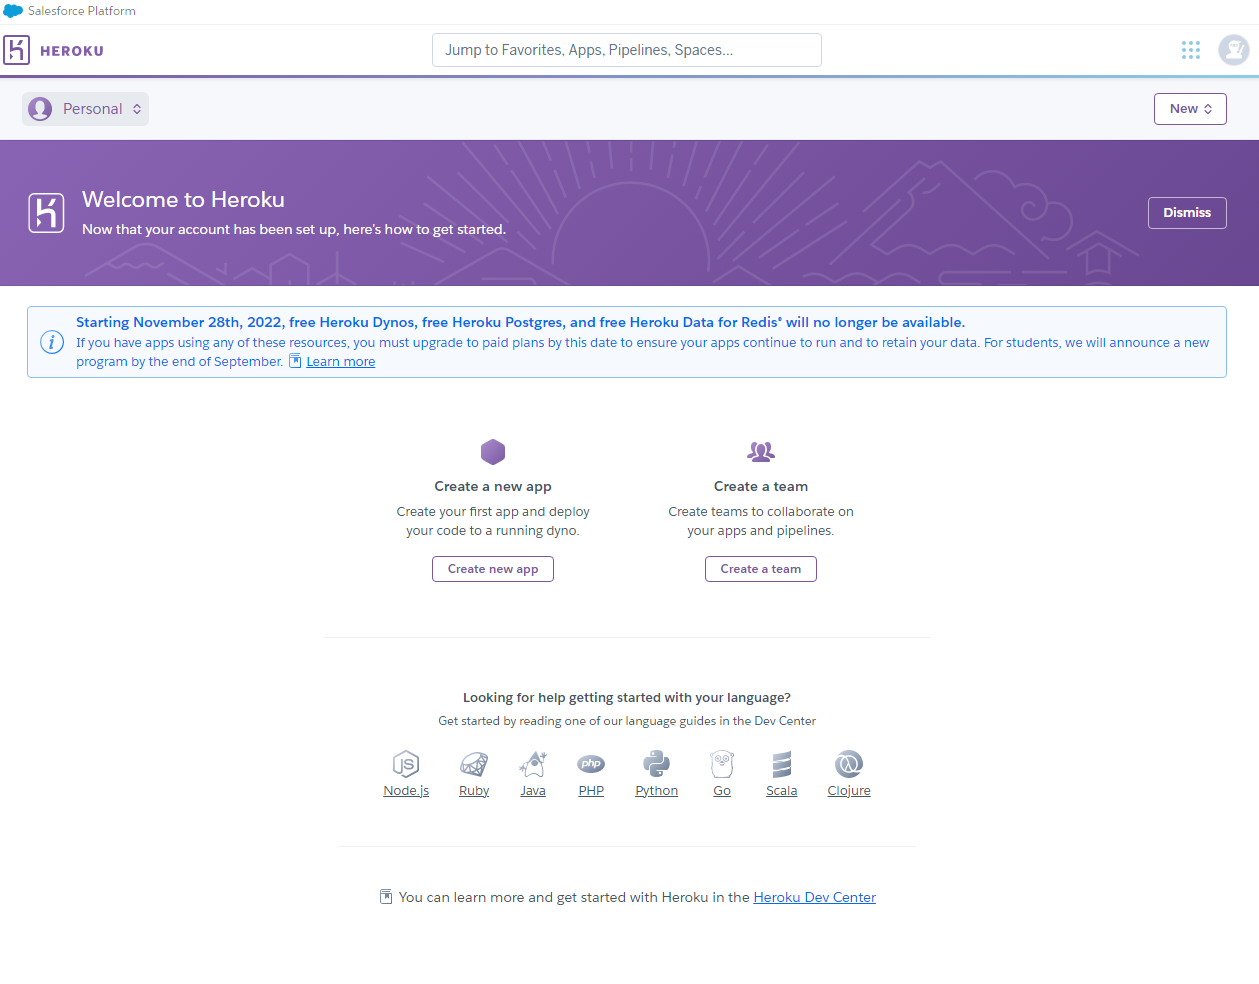 Salesforce Platform
HEROKU
Jump to Favorites, Apps, Pipelines, Spaces...
Personal
New
Welcome to Heroku
Now that your account has been set up, here's how to get started.
Dismiss
Starting November 28th, 2022, free Heroku Dynos, free Heroku Postgres, and free Heroku Data for Redis® will no longer be available.
If you have apps using any of these resources, you must upgrade to paid plans by this date to ensure your apps continue to run and to retain your data. For students, we will announce a new
program by the end of September. Learn more
Create a new app
Create your first app and deploy
your code to a running dyno.
Create new app
Create a team
Create teams to collaborate on
your apps and pipelines.
Create a team
Looking for help getting started with your language?
Get started by reading one of our language guides in the Dev Center
JS
php
Node.js Ruby Java PHP Python Go Scala Clojure
You can learn more and get started with Heroku in the Heroku Dev Center